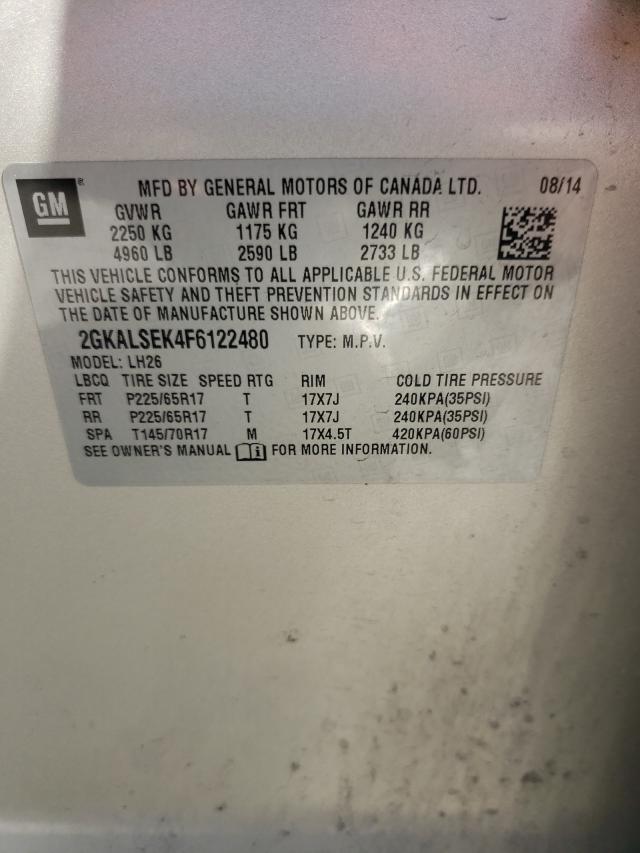 GM ® MFD BY GENERAL MOTORS OF CANADA LTD. 08/14
GVWR GAWR FRT GAWR RR
2250 KG 1175 KG 1240 KG
4960 LB 2590 LB 2733 LB
THIS VEHICLE CONFORMS TO ALL APPLICABLE U.S. FEDERAL MOTOR
VEHICLE SAFETY AND THEFT PREVENTION STANDARDS IN EFFECT ON
THE DATE OF MANUFACTURE SHOWN ABOVE.
2GKALSEK4F6122480 TYPE: M.P.V.
MODEL: LH26
LBCQ TIRE SIZE SPEED RTG RIM COLD TIRE PRESSURE
FRT P225/65R17 T 17X7J 240KPA(35PSI)
RR P225/65R17 T 17X7J 240KPA(35PSI)
SPA T145/70R17 M 17X4.5T 420KPA(60PSI)
SEE OWNER'S MANUAL i FOR MORE INFORMATION.